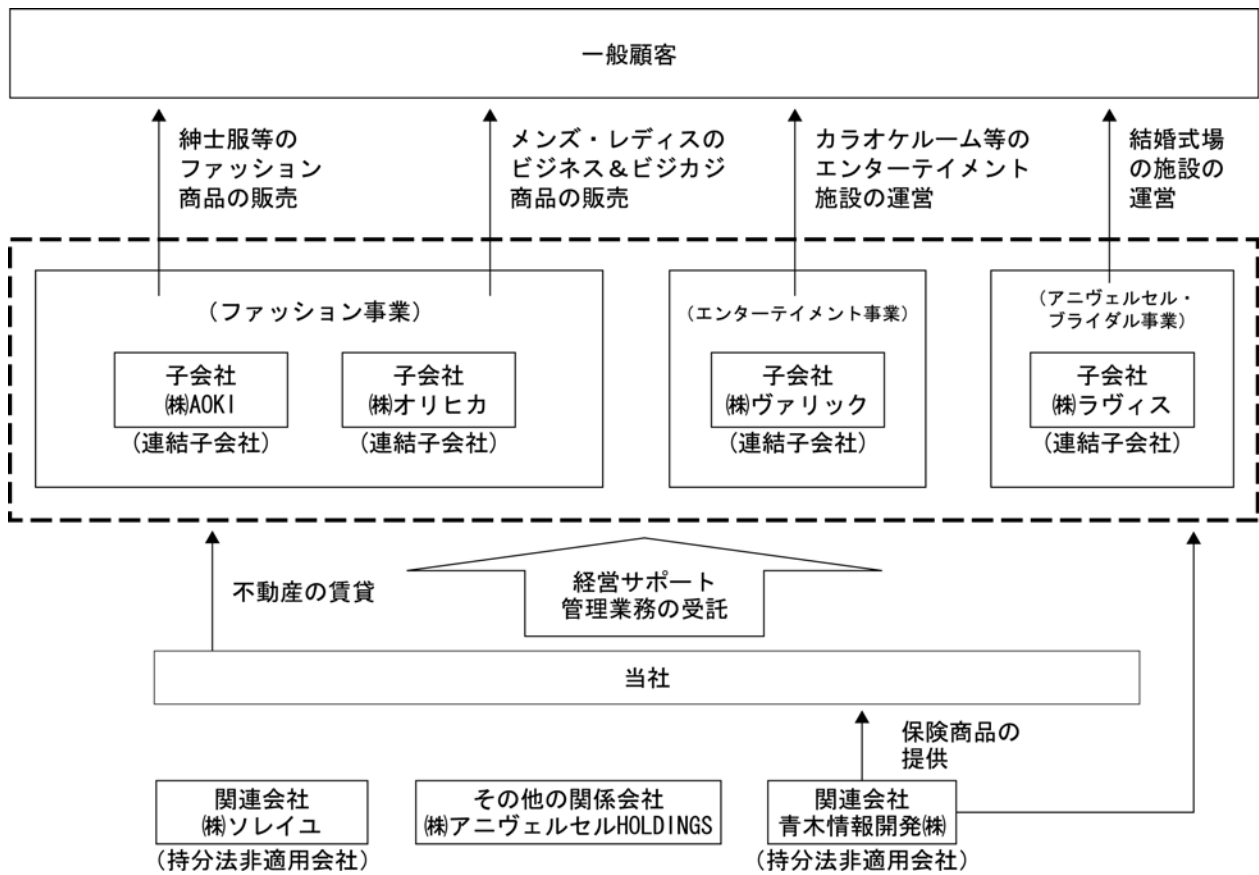 一般顧客
紳士服等の
ファッション
商品の販売
メンズ・レディスの
ビジネス＆ビジカジ
商品の販売
カラオケルーム等の
エンターテイメント
施設の運営
結婚式場
の施設の
運営
（ファッション事業）
子会社
㈱AOKI
（連結子会社）
子会社
㈱オリヒカ
（連結子会社）
（エンターテイメント事業）
子会社
㈱ヴァリック
（連結子会社）
（アニヴェルセル・
ブライダル事業）
子会社
㈱ラヴィス
（連結子会社）
不動産の賃貸
経営サポート
管理業務の受託
当社
保険商品の
提供
関連会社
㈱ソレイユ
（持分法非適用会社）
その他の関係会社
㈱アニヴェルセルHOLDINGS
関連会社
青木情報開発㈱
（持分法非適用会社）